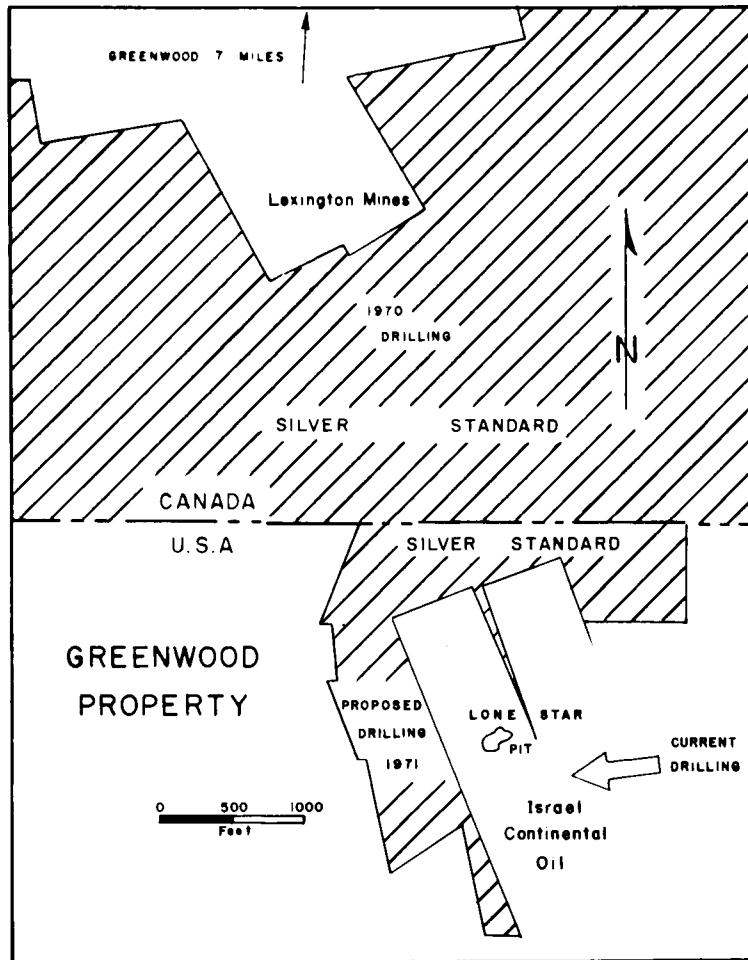 GREENWOOD 7 MILES
Lexington Mines
1970
DRILLING
N
SILVER STANDARD
CANADA
U.S.A
SILVER STANDARD
GREENWOOD
PROPERTY
PROPOSED
DRILLING
1971
LONE STAR
PIT
CURRENT
DRILLING
Israel
Continental
Oil
0 500 1000
Feet